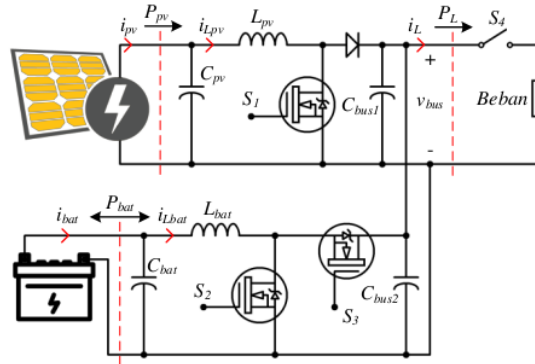 P_pv
P_L
i_pv
i_Lpv
L_pv
i_L
S_4
+
C_pv
S_1
C_bus1
v_bus
Beban
-
P_bat
i_bat
i_Lbat
L_bat
C_bat
S_2
S_3
C_bus2